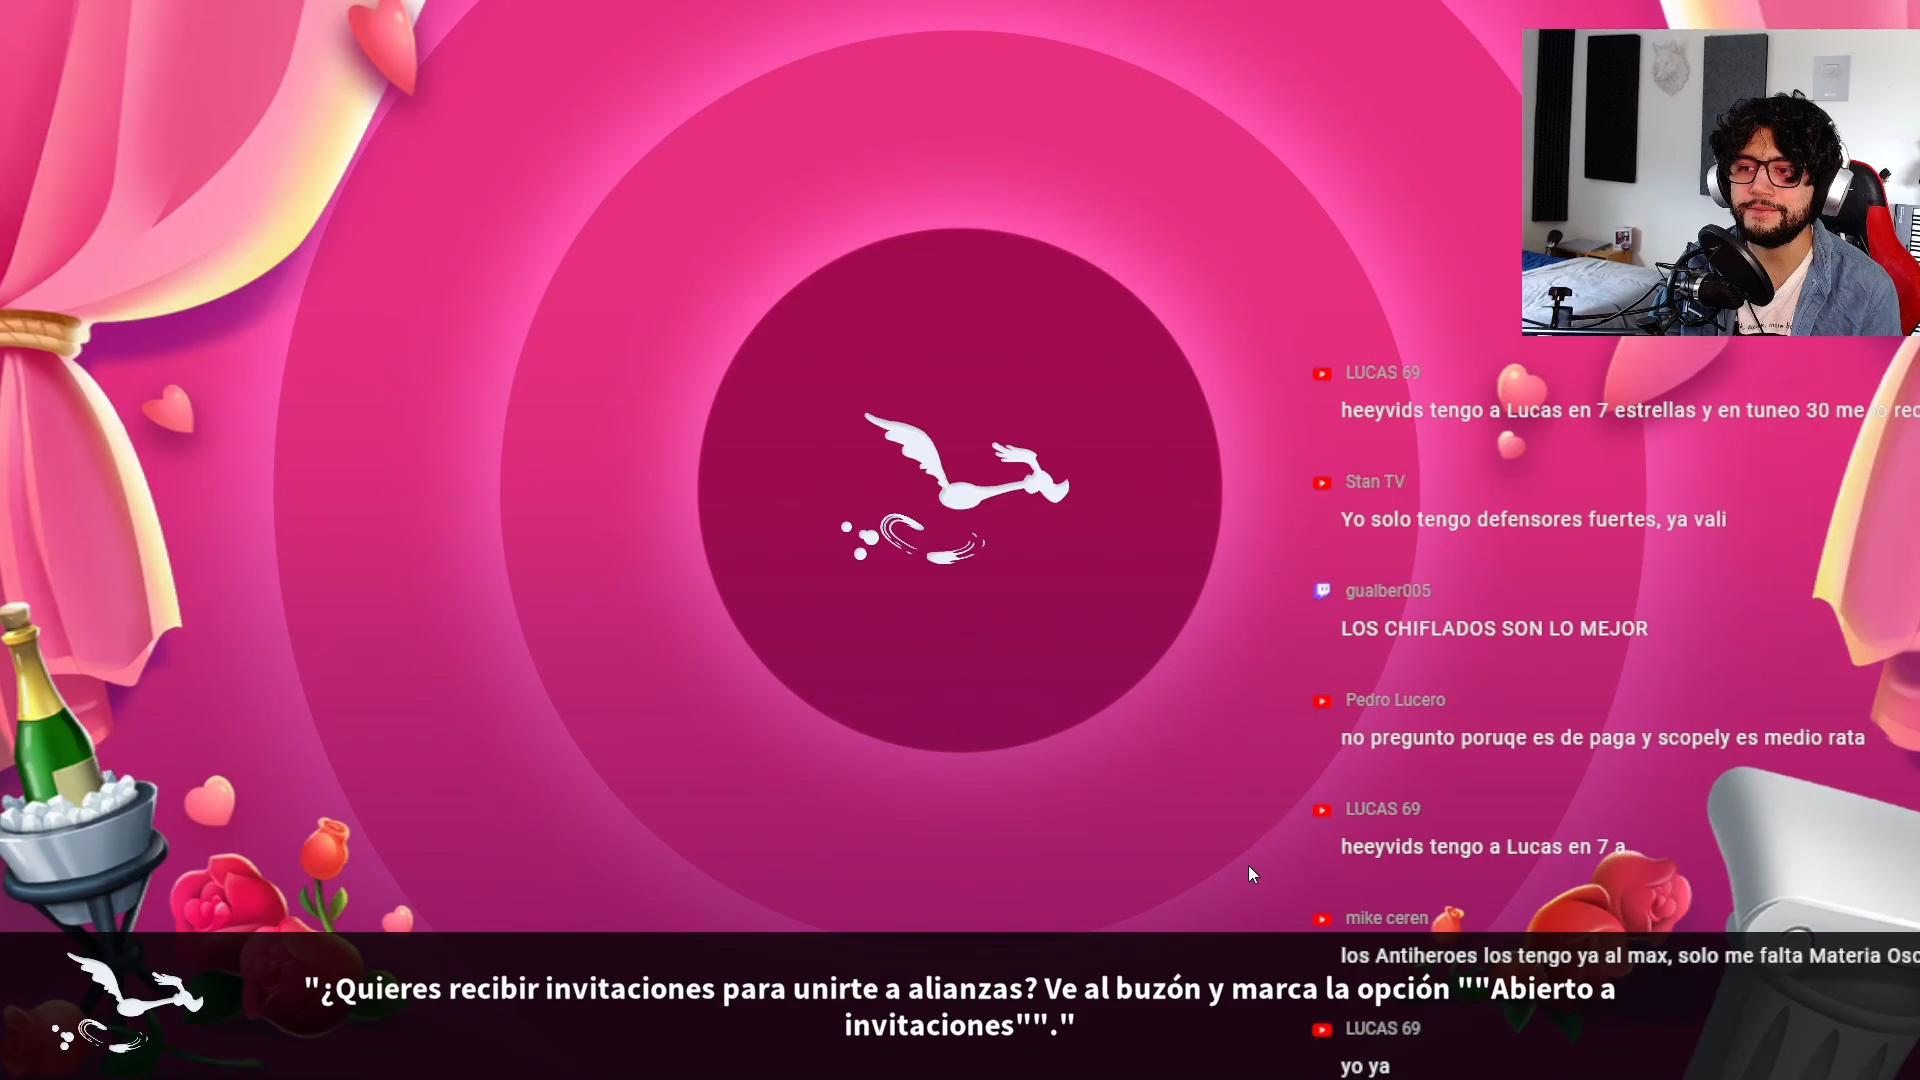 LUCAS 69
heeyvids tengo a Lucas en 7 estrellas y en tuneo 30 me lo rec
Stan TV
Yo solo tengo defensores fuertes, ya vali
gualber005
LOS CHIFLADOS SON LO MEJOR
Pedro Lucero
no pregunto poruqe es de paga y scopely es medio rata
LUCAS 69
heeyvids tengo a Lucas en 7 a
mike ceren
los Antiheroes los tengo ya al max, solo me falta Materia Osc
"¿Quieres recibir invitaciones para unirte a alianzas? Ve al buzón y marca la opción ""Abierto a
invitaciones""."
LUCAS 69
yo ya